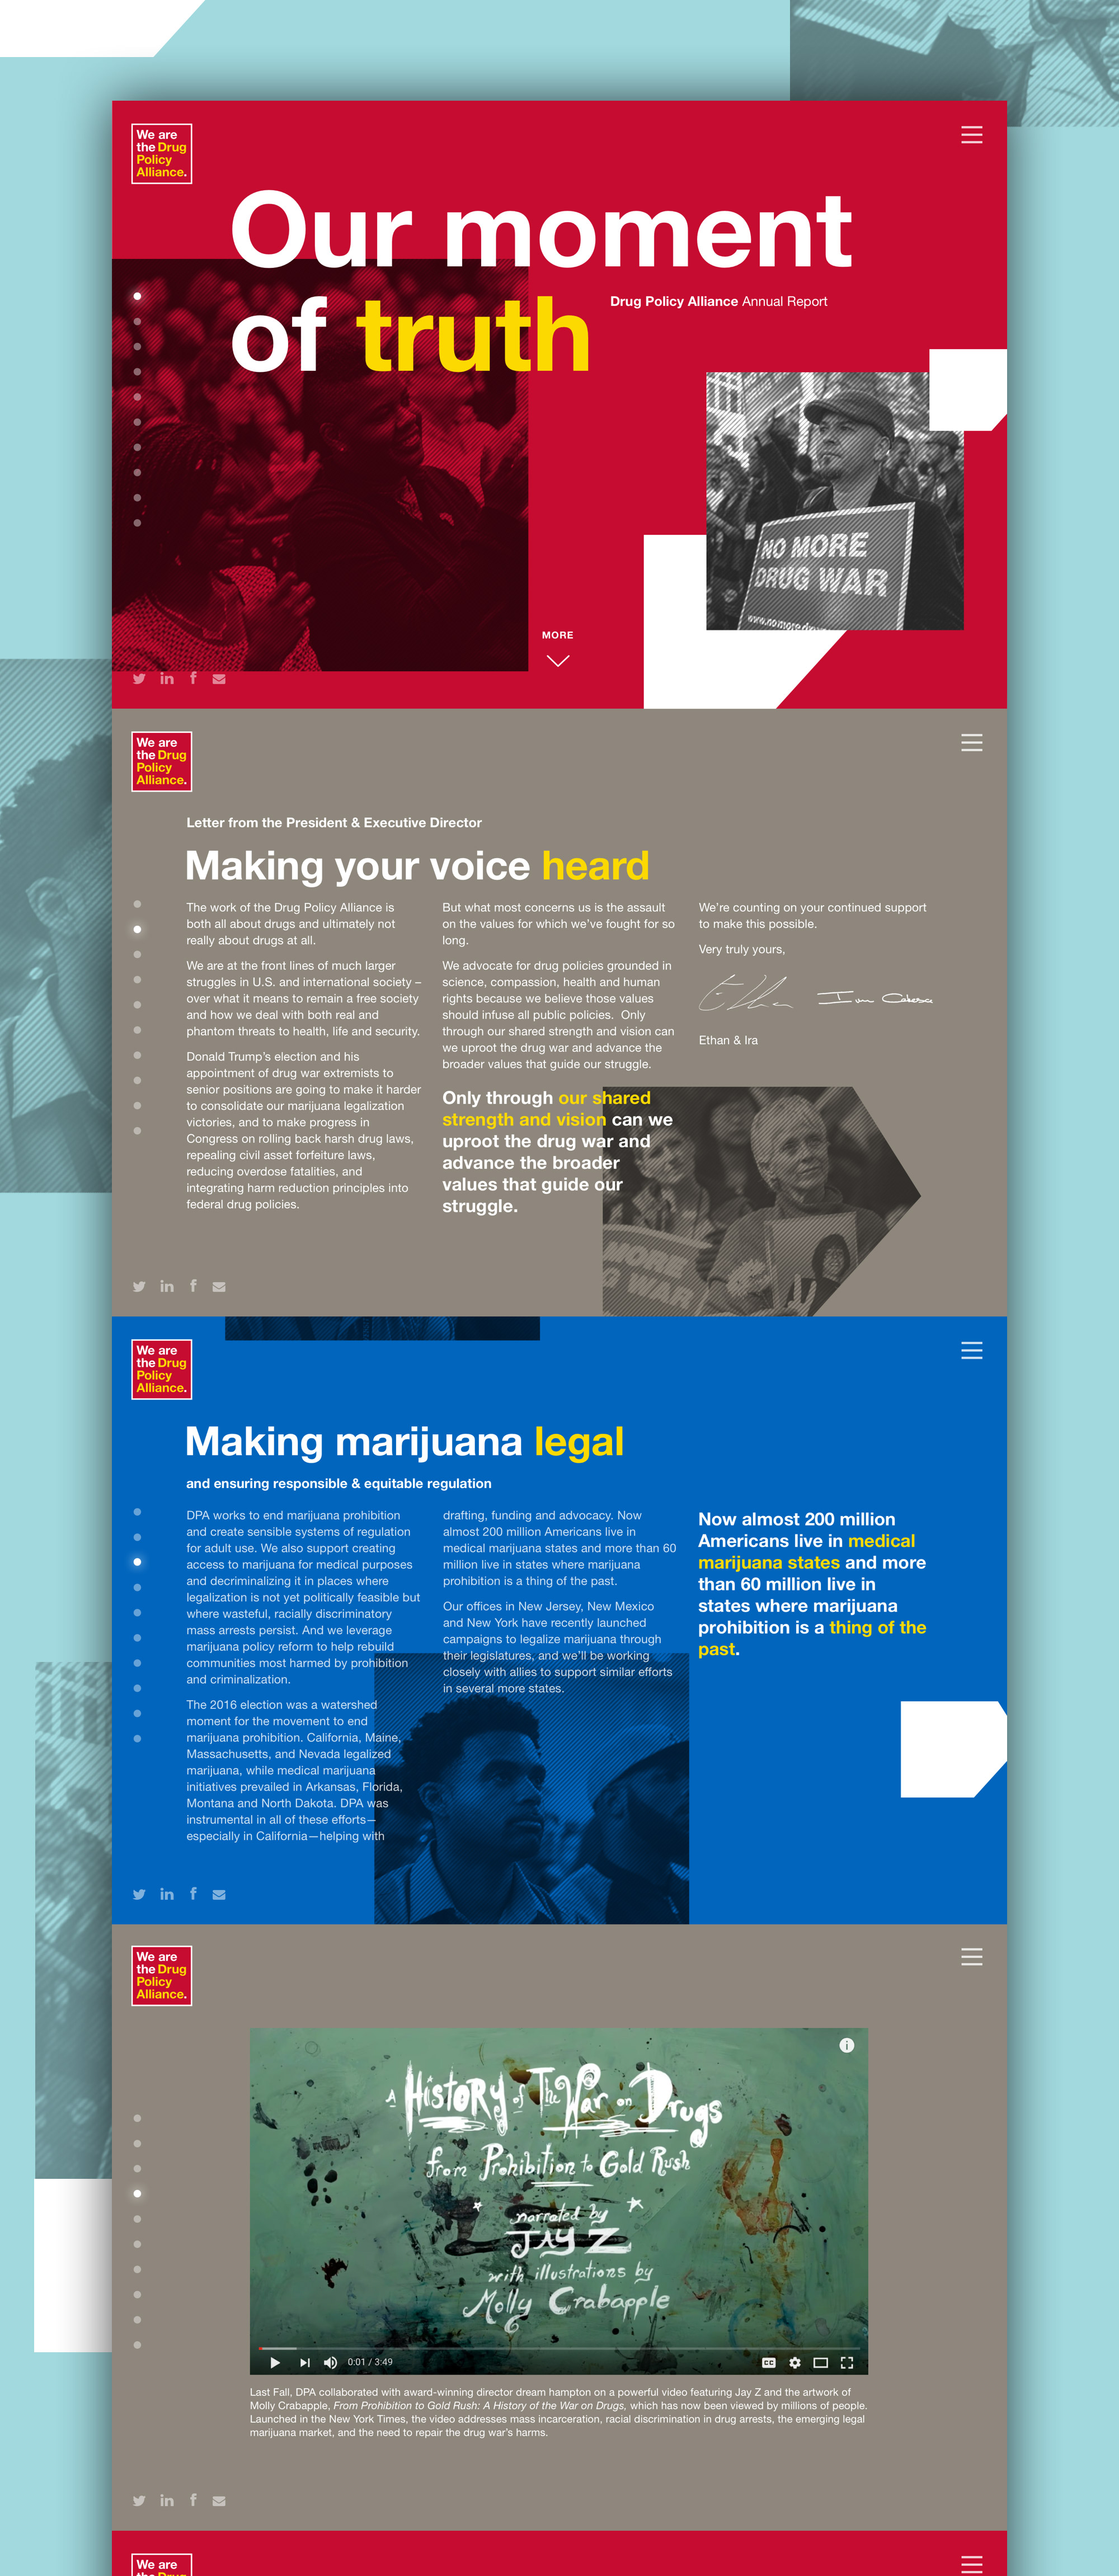 We are
the Drug
Policy
Alliance.
Our moment
of truth
Drug Policy Alliance Annual Report
NO MORE
DRUG WAR
MORE
We are
the Drug
Policy
Alliance.
Letter from the President & Executive Director
Making your voice heard
The work of the Drug Policy Alliance is
both all about drugs and ultimately not
really about drugs at all.
We are at the front lines of much larger
struggles in U.S. and international society –
over what it means to remain a free society
and how we deal with both real and
phantom threats to health, life and security.
Donald Trump’s election and his
appointment of drug war extremists to
senior positions are going to make it harder
to consolidate our marijuana legalization
victories, and to make progress in
Congress on rolling back harsh drug laws,
repealing civil asset forfeiture laws,
reducing overdose fatalities, and
integrating harm reduction principles into
federal drug policies.
But what most concerns us is the assault
on the values for which we’ve fought for so
long.
We advocate for drug policies grounded in
science, compassion, health and human
rights because we believe those values
should infuse all public policies.  Only
through our shared strength and vision can
we uproot the drug war and advance the
broader values that guide our struggle.
Only through our shared
strength and vision can we
uproot the drug war and
advance the broader
values that guide our
struggle.
We’re counting on your continued support
to make this possible.
Very truly yours,
Ethan & Ira
MORE
G WAR
We are
the Drug
Policy
Alliance.
Making marijuana legal
and ensuring responsible & equitable regulation
DPA works to end marijuana prohibition
and create sensible systems of regulation
for adult use. We also support creating
access to marijuana for medical purposes
and decriminalizing it in places where
legalization is not yet politically feasible but
where wasteful, racially discriminatory
mass arrests persist. And we leverage
marijuana policy reform to help rebuild
communities most harmed by prohibition
and criminalization.
The 2016 election was a watershed
moment for the movement to end
marijuana prohibition. California, Maine,
Massachusetts, and Nevada legalized
marijuana, while medical marijuana
initiatives prevailed in Arkansas, Florida,
Montana and North Dakota. DPA was
instrumental in all of these efforts—
especially in California—helping with
drafting, funding and advocacy. Now
almost 200 million Americans live in
medical marijuana states and more than 60
million live in states where marijuana
prohibition is a thing of the past.
Our offices in New Jersey, New Mexico
and New York have recently launched
campaigns to legalize marijuana through
their legislatures, and we’ll be working
closely with allies to support similar efforts
in several more states.
Now almost 200 million
Americans live in medical
marijuana states and more
than 60 million live in
states where marijuana
prohibition is a thing of the
past.
We are
the Drug
Policy
Alliance.
A History of The War on Drugs
from Prohibition to Gold Rush
narrated by
JAY Z
with illustrations by
Molly Crabapple
0:01 / 3:49
CC
Last Fall, DPA collaborated with award-winning director dream hampton on a powerful video featuring Jay Z and the artwork of
Molly Crabapple, From Prohibition to Gold Rush: A History of the War on Drugs, which has now been viewed by millions of people.
Launched in the New York Times, the video addresses mass incarceration, racial discrimination in drug arrests, the emerging legal
marijuana market, and the need to repair the drug war’s harms.
We are
the Drug